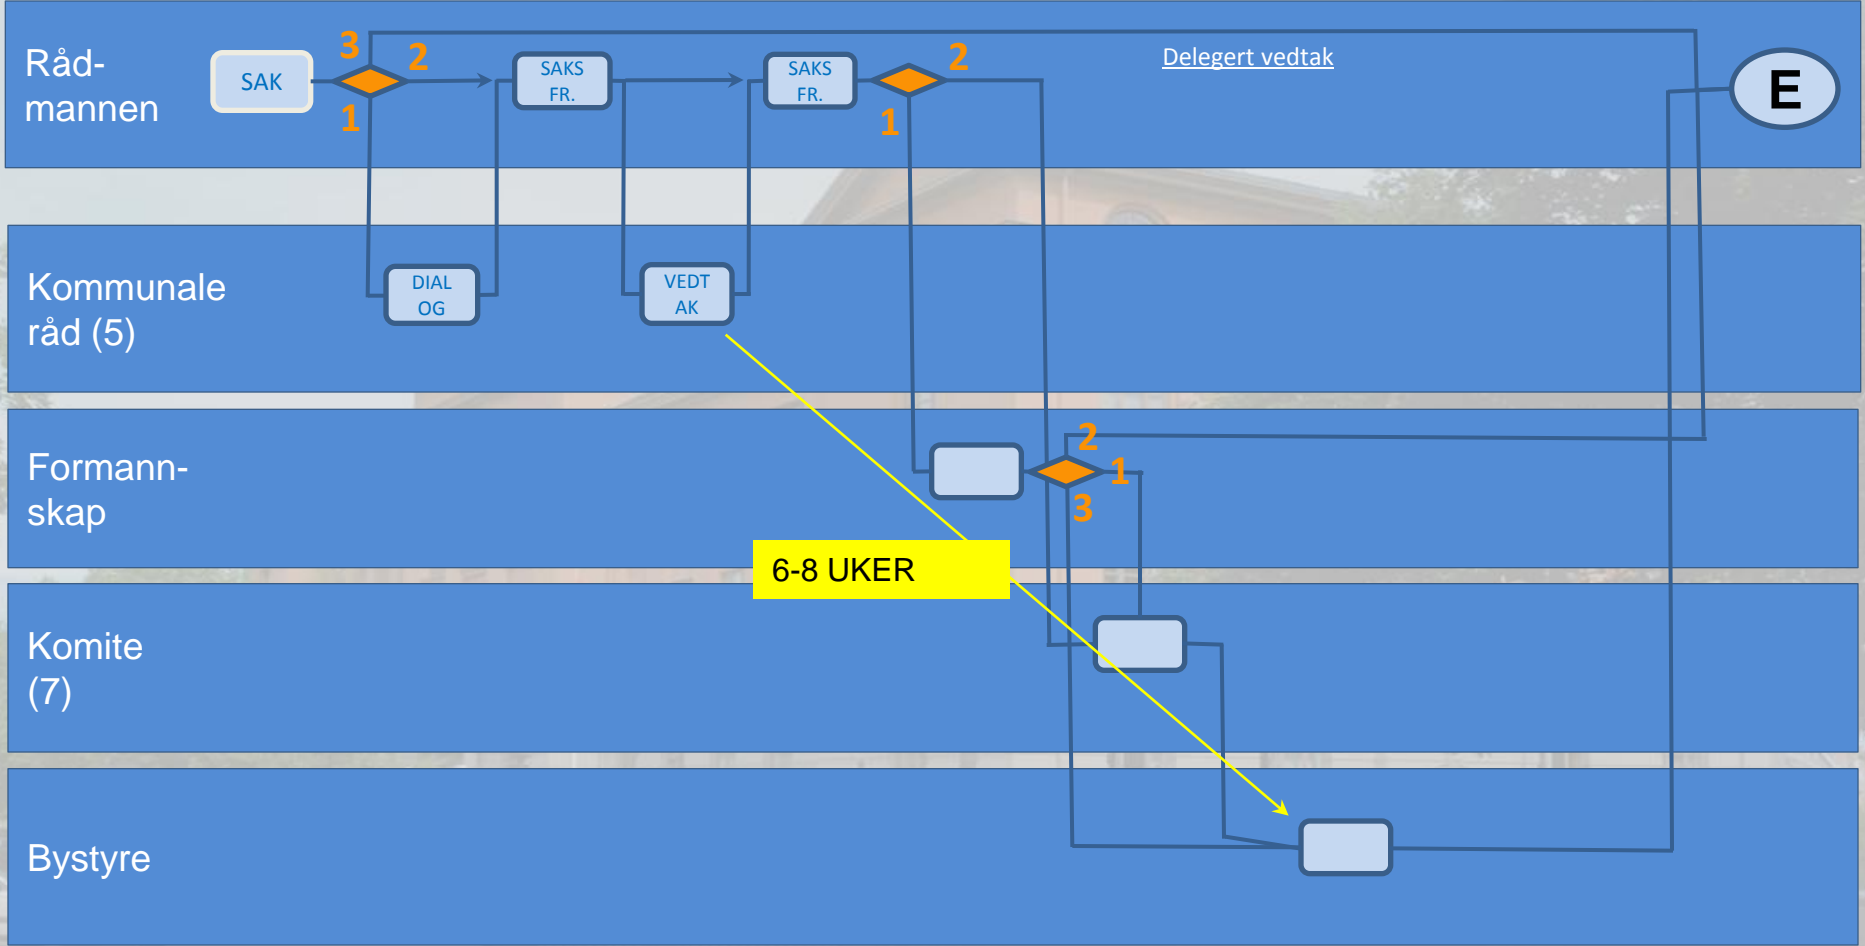 Råd-
mannen
SAK
3
2
1
SAKS
FR.
SAKS
FR.
2
1
Delegert vedtak
E
Kommunale
råd (5)
DIAL
OG
VEDT
AK
Formann-
skap
2
1
3
6-8 UKER
Komite
(7)
Bystyre